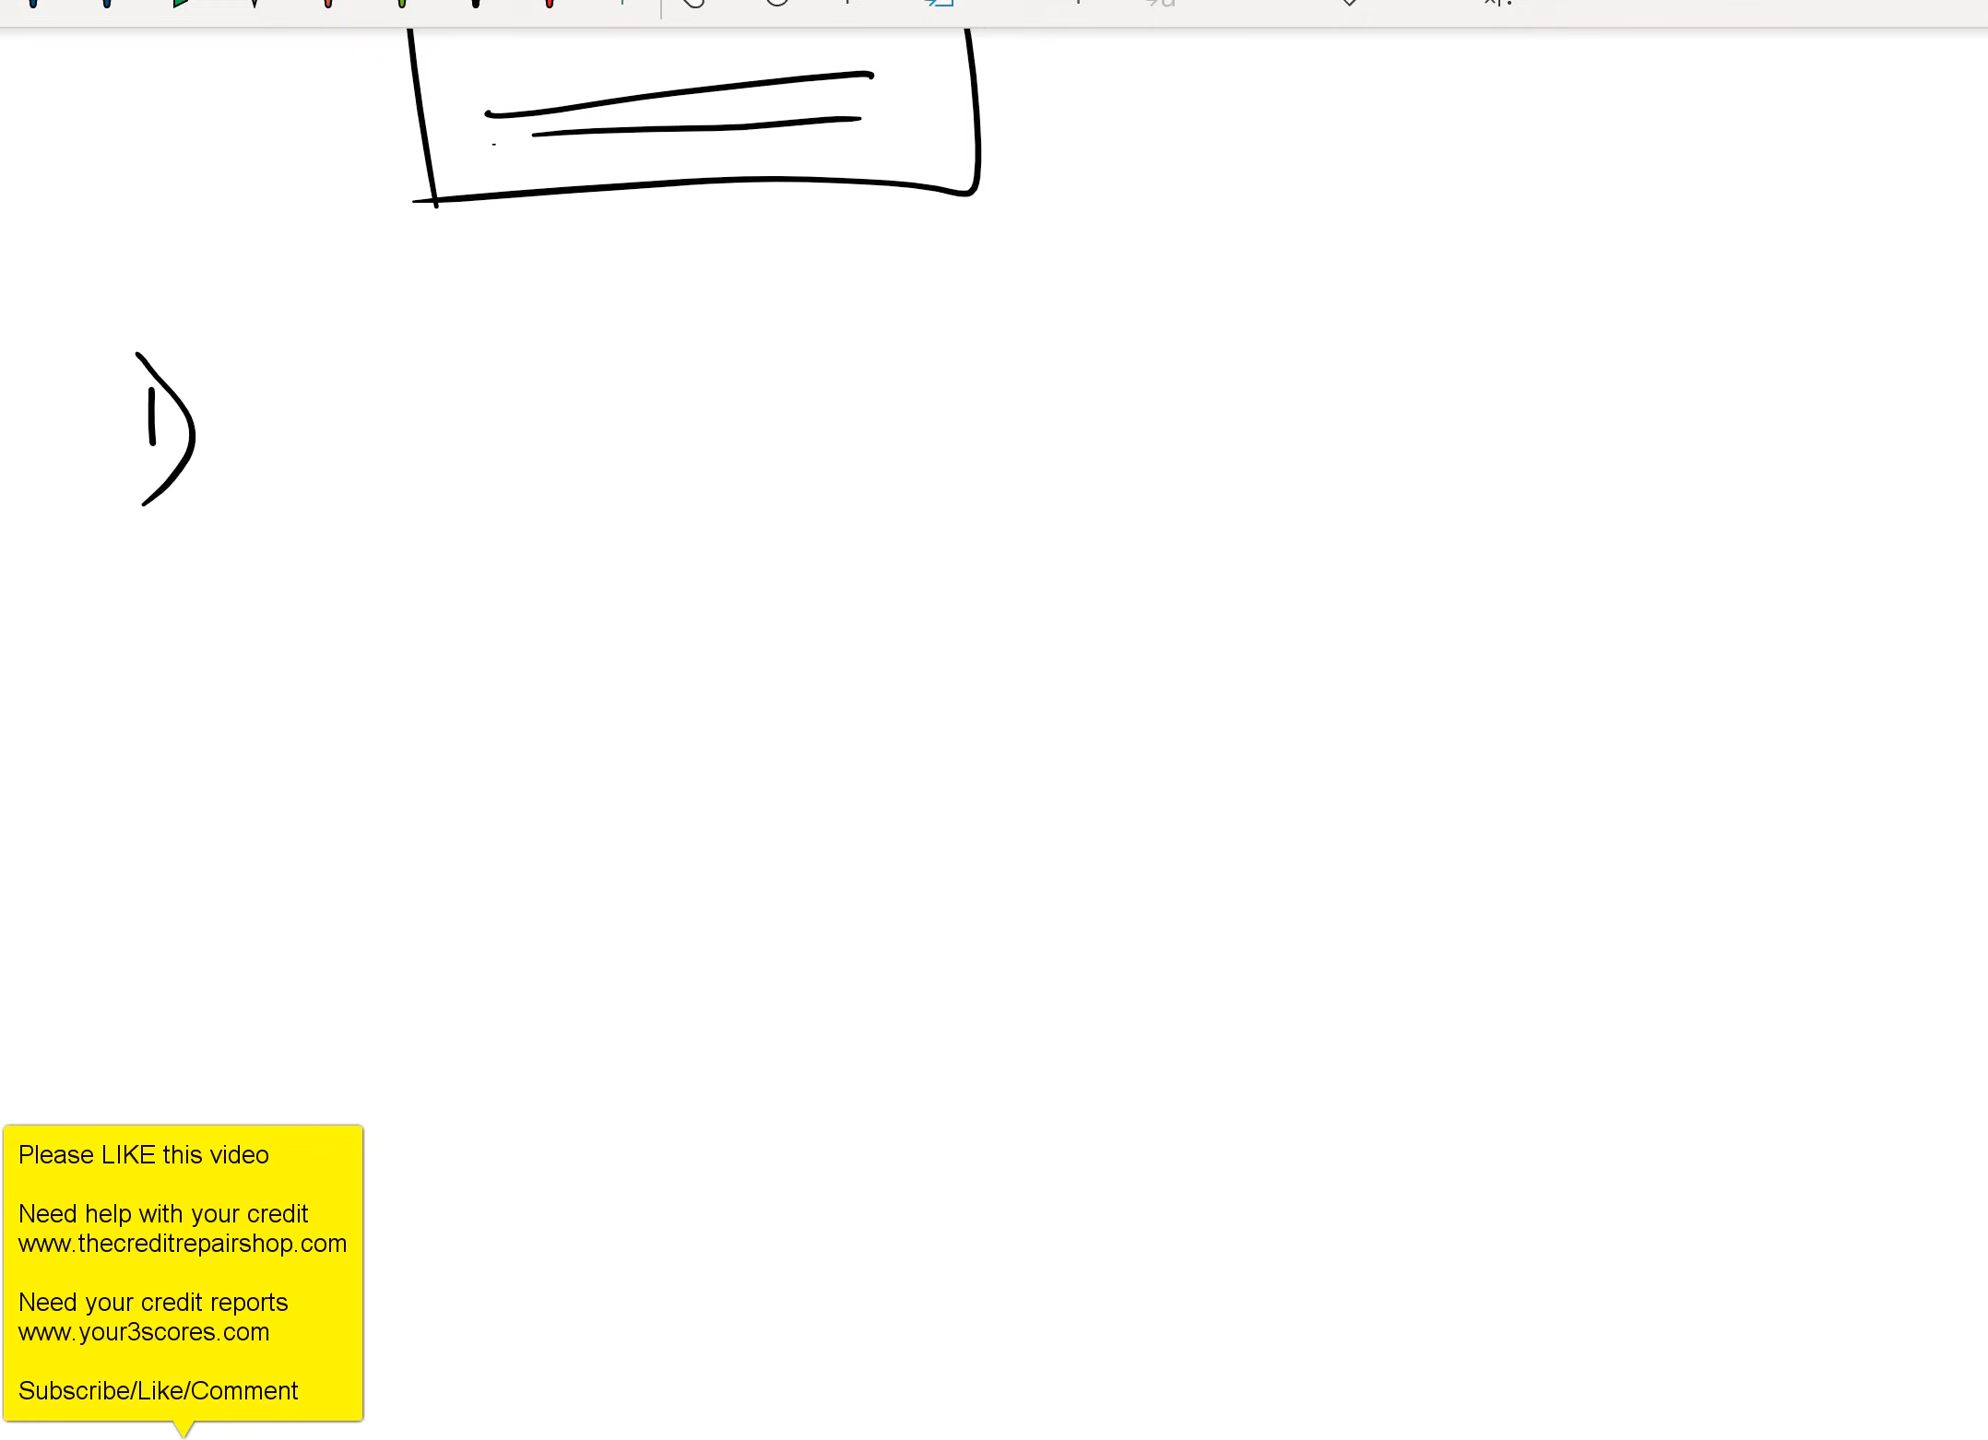 1)
Please LIKE this video
Need help with your credit
www.thecreditrepairshop.com
Need your credit reports
www.your3scores.com
Subscribe/Like/Comment